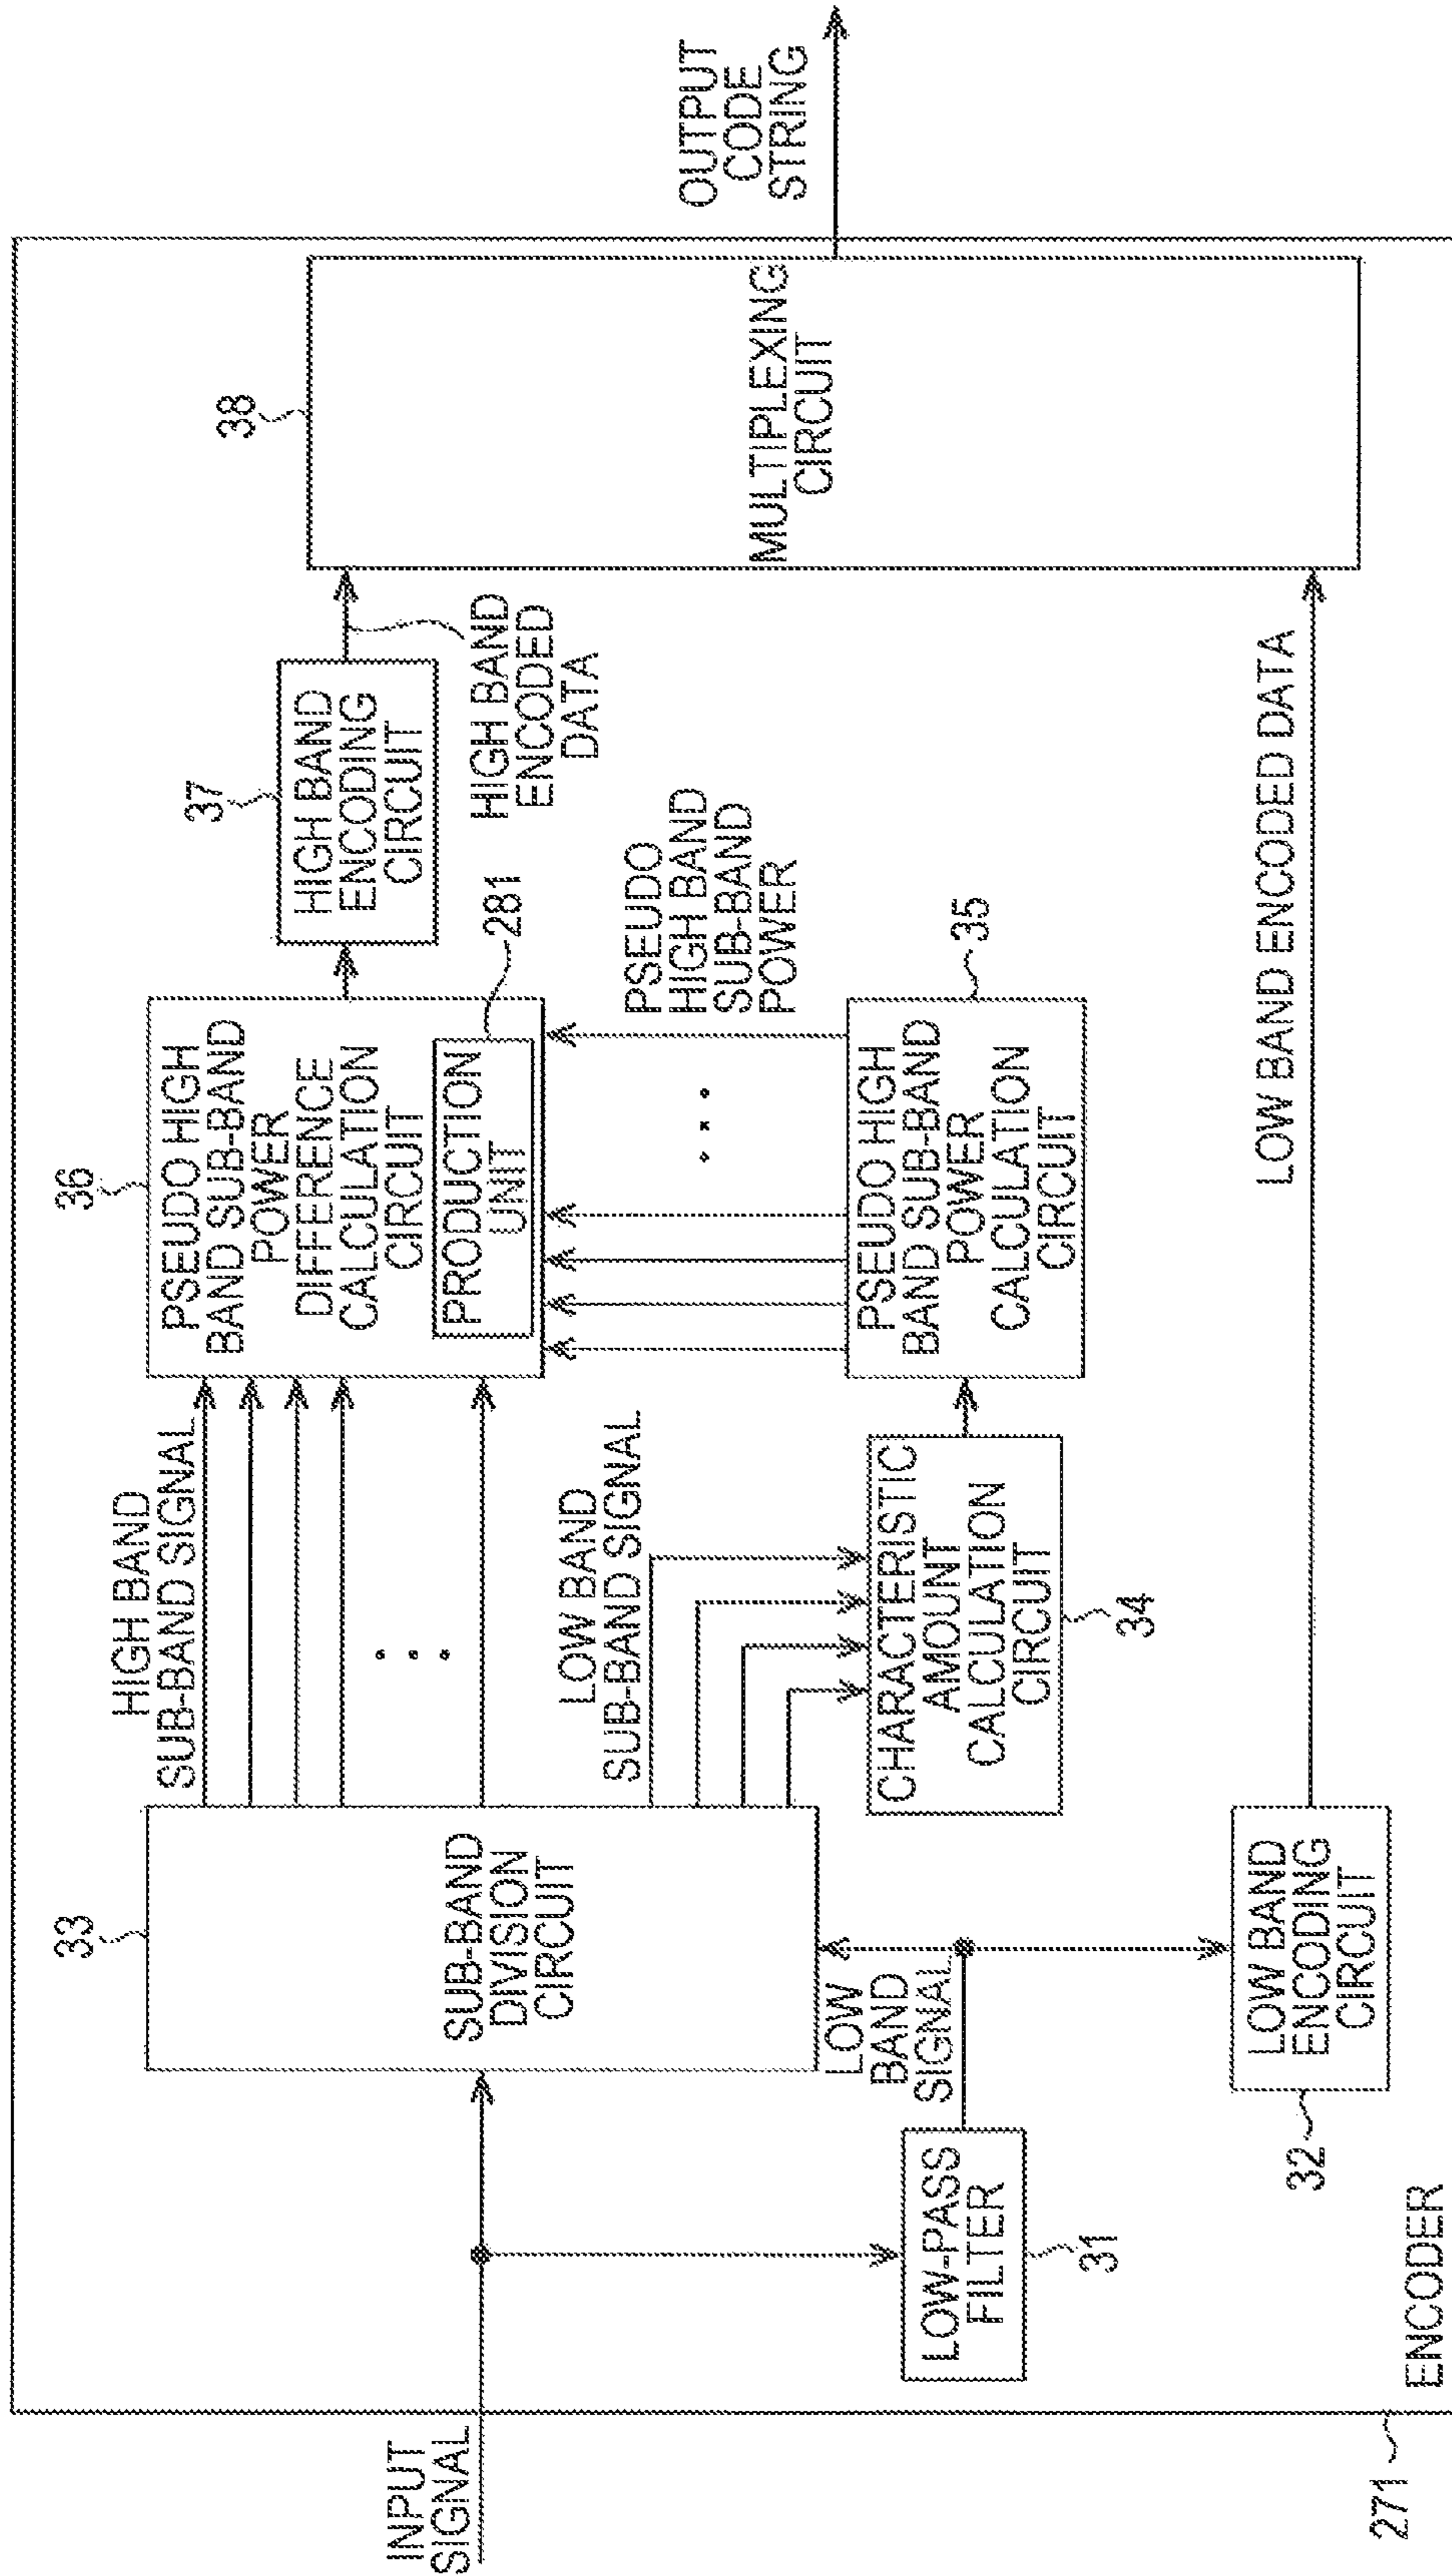 INPUT
SIGNAL
271
ENCODER
33
SUB-BAND
DIVISION
CIRCUIT
LOW
BAND
SIGNAL
LOW-PASS
FILTER
31
32
LOW BAND
ENCODING
CIRCUIT
HIGH BAND
SUB-BAND SIGNAL
LOW BAND
SUB-BAND SIGNAL
CHARACTERISTIC
AMOUNT
CALCULATION
CIRCUIT
34
36
PSEUDO HIGH
BAND SUB-BAND
POWER
DIFFERENCE
CALCULATION
CIRCUIT
PRODUCTION
UNIT
281
PSEUDO
HIGH BAND
SUB-BAND
POWER
35
PSEUDO HIGH
BAND SUB-BAND
POWER
CALCULATION
CIRCUIT
37
HIGH BAND
ENCODING
CIRCUIT
HIGH BAND
ENCODED
DATA
LOW BAND ENCODED DATA
38
MULTIPLEXING
CIRCUIT
OUTPUT
CODE
STRING